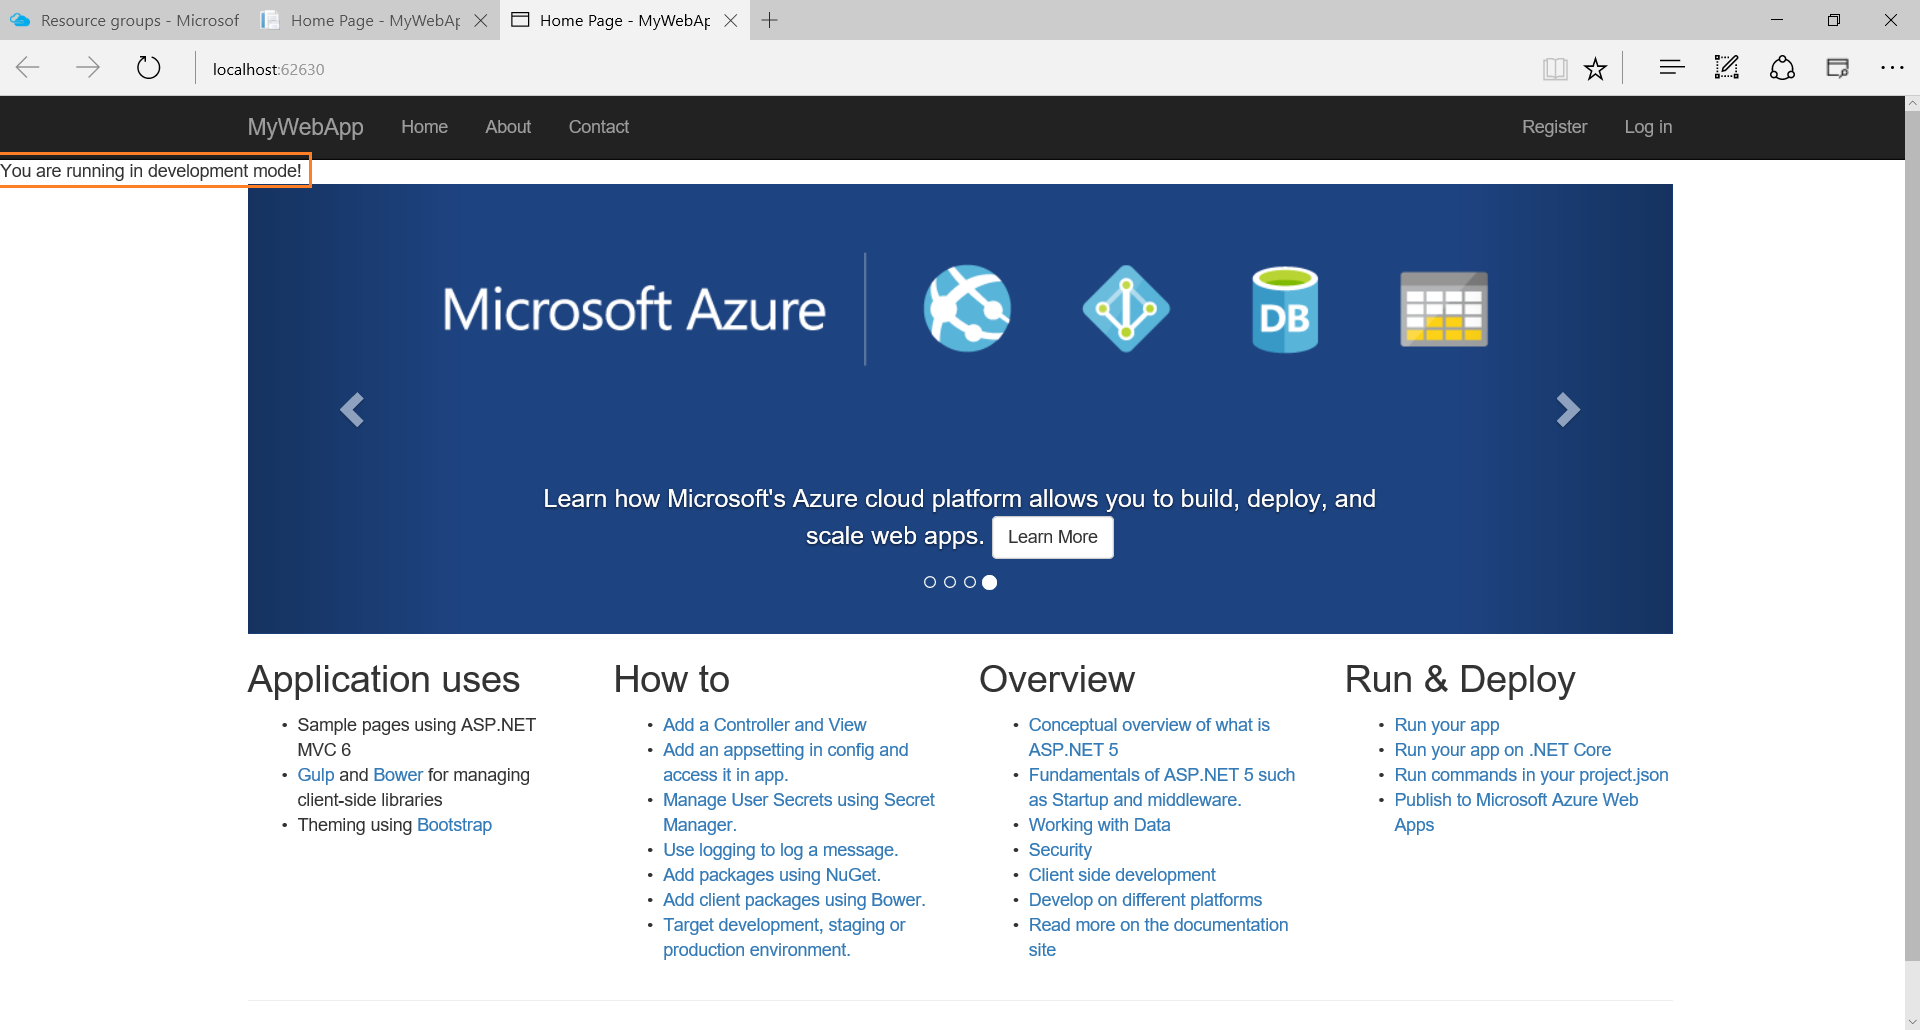 Resource groups - Microsof
Home Page - MyWebAp
Home Page - MyWebAp
localhost:62630
MyWebApp
Home
About
Contact
Register
Log in
You are running in development mode!
Microsoft Azure
DB
Learn how Microsoft's Azure cloud platform allows you to build, deploy, and
scale web apps. Learn More
Application uses
Sample pages using ASP.NET
MVC 6
Gulp and Bower for managing
client-side libraries
Theming using Bootstrap
How to
Add a Controller and View
Add an appsetting in config and
access it in app.
Manage User Secrets using Secret
Manager.
Use logging to log a message.
Add packages using NuGet.
Add client packages using Bower.
Target development, staging or
production environment.
Overview
Conceptual overview of what is
ASP.NET 5
Fundamentals of ASP.NET 5 such
as Startup and middleware.
Working with Data
Security
Client side development
Develop on different platforms
Read more on the documentation
site
Run & Deploy
Run your app
Run your app on .NET Core
Run commands in your project.json
Publish to Microsoft Azure Web
Apps